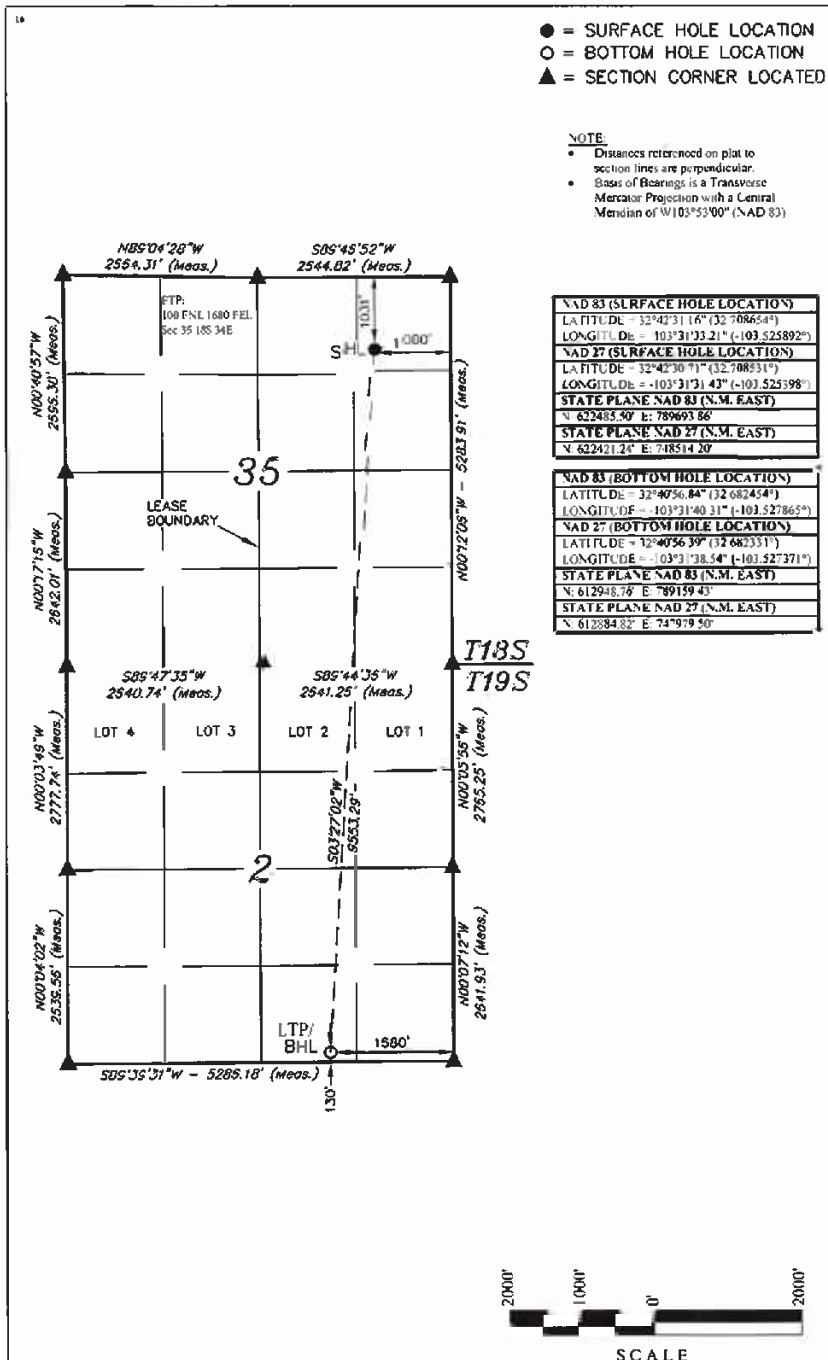 16
● = SURFACE HOLE LOCATION
○ = BOTTOM HOLE LOCATION
▲ = SECTION CORNER LOCATED
NOTE:
• Distances referenced on plat to
section lines are perpendicular.
• Basis of Bearings is a Transverse
Mercator Projection with a Central
Meridian of W103°53'00" (NAD 83)
N89°04'28"W
2554.31' (Meas.)
S89°45'52"W
2544.82' (Meas.)
FTP:
100 FNL 1680 FEL
Sec 35 18S 34E
1031'
SHL
1080'
N00°40'57"W
2595.30' (Meas.)
35
LEASE
BOUNDARY
N00°12'05"W - 5283.91' (Meas.)
N00°17'15"W
2642.01' (Meas.)
NAD 83 (SURFACE HOLE LOCATION)
LATITUDE = 32°42'31.16" (32.708654°)
LONGITUDE = -103°31'33.21" (-103.525892°)
NAD 27 (SURFACE HOLE LOCATION)
LATITUDE = 32°42'30.71" (32.708531°)
LONGITUDE = -103°31'31.43" (-103.525398°)
STATE PLANE NAD 83 (N.M. EAST)
N: 622485.50' E: 789693.86'
STATE PLANE NAD 27 (N.M. EAST)
N: 622421.24' E: 748514.20'
NAD 83 (BOTTOM HOLE LOCATION)
LATITUDE = 32°40'56.84" (32.682454°)
LONGITUDE = -103°31'40.31" (-103.527865°)
NAD 27 (BOTTOM HOLE LOCATION)
LATITUDE = 32°40'56.39" (32.682331°)
LONGITUDE = -103°31'38.54" (-103.527371°)
STATE PLANE NAD 83 (N.M. EAST)
N: 612948.76' E: 789159.43'
STATE PLANE NAD 27 (N.M. EAST)
N: 612884.82' E: 747979.50'
T18S
T19S
S89°47'35"W
2640.74' (Meas.)
S89°44'35"W
2641.25' (Meas.)
LOT 4
LOT 3
LOT 2
LOT 1
N00°03'49"W
2777.74' (Meas.)
N00°05'56"W
2765.25' (Meas.)
S03°27'02"W
9553.29'
2
N00°04'02"W
2639.56' (Meas.)
N00°07'12"W
2641.93' (Meas.)
LTP/
BHL
1580'
S89°39'31"W - 5285.18' (Meas.)
130'
2000'
1000'
0'
2000'
SCALE